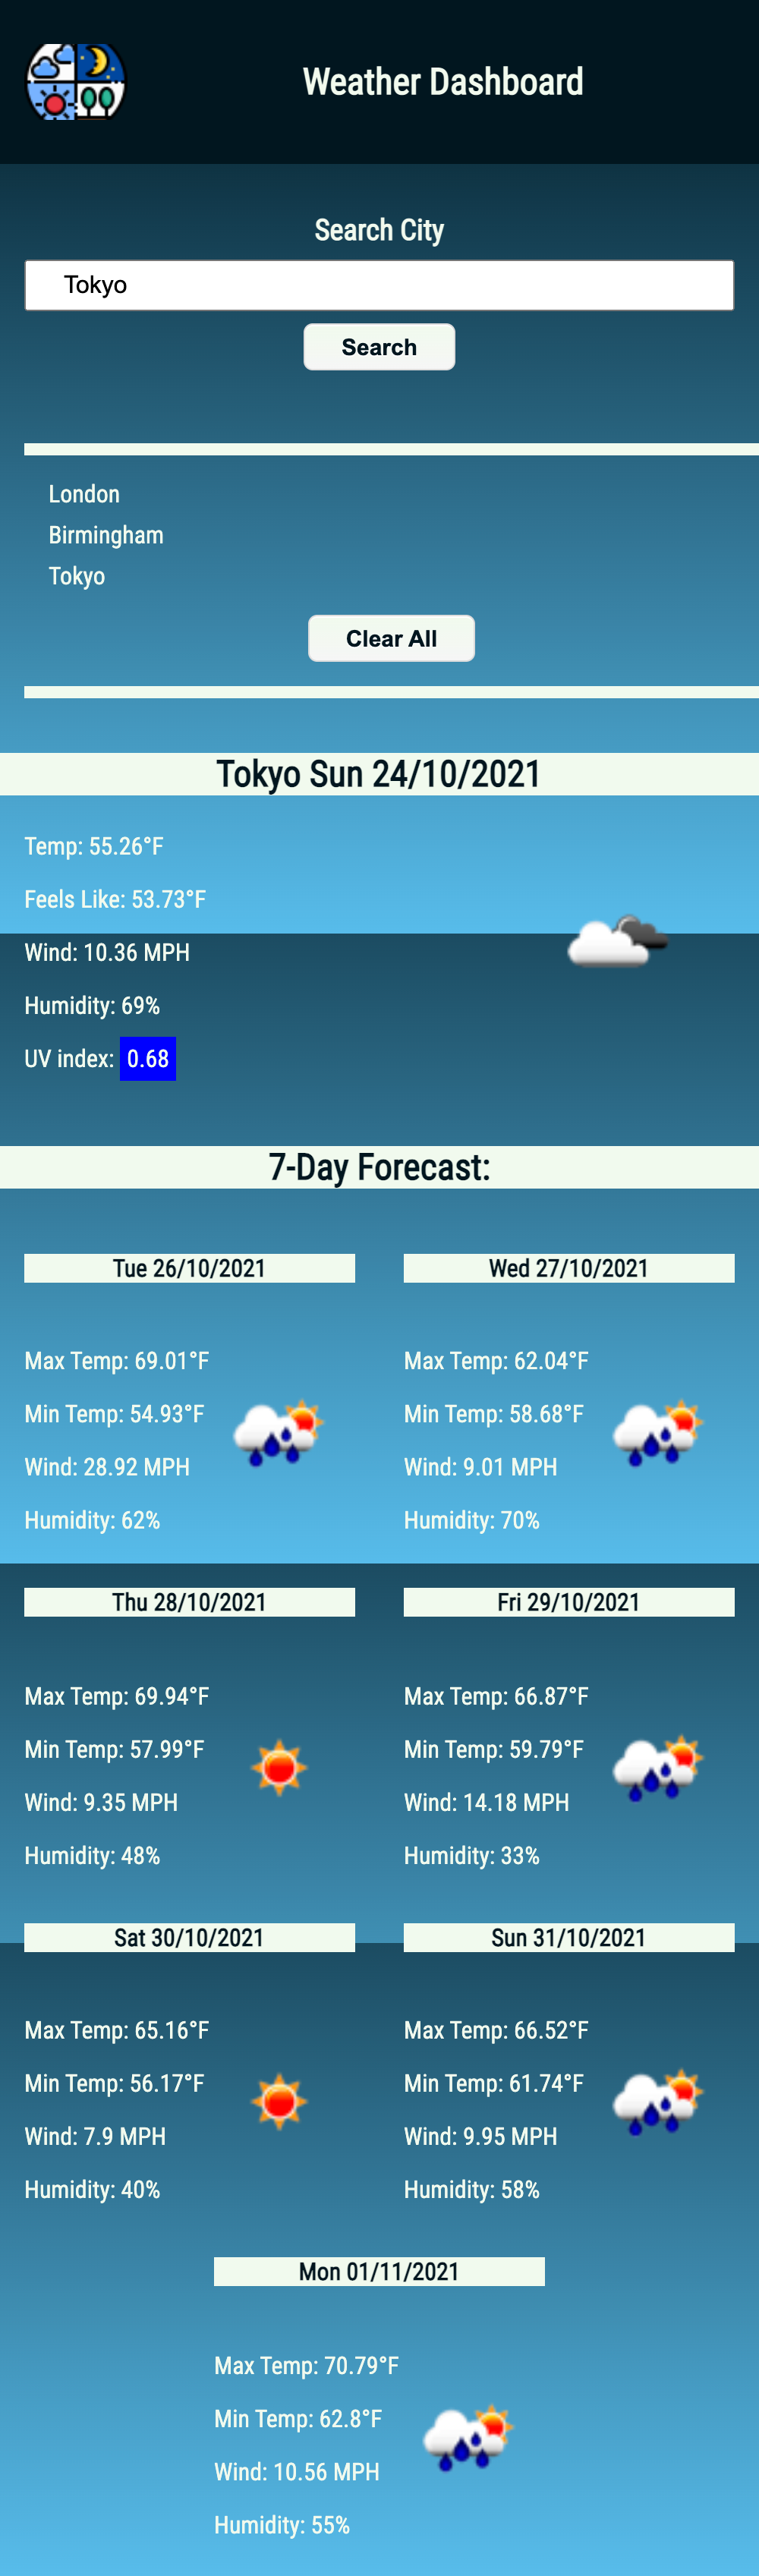 Weather Dashboard
Search City
Tokyo
Search
London
Birmingham
Tokyo
Clear All
Tokyo Sun 24/10/2021
Temp: 55.26°F
Feels Like: 53.73°F
Wind: 10.36 MPH
Humidity: 69%
UV index: 0.68
7-Day Forecast:
Tue 26/10/2021
Max Temp: 69.01°F
Min Temp: 54.93°F
Wind: 28.92 MPH
Humidity: 62%
Wed 27/10/2021
Max Temp: 62.04°F
Min Temp: 58.68°F
Wind: 9.01 MPH
Humidity: 70%
Thu 28/10/2021
Max Temp: 69.94°F
Min Temp: 57.99°F
Wind: 9.35 MPH
Humidity: 48%
Fri 29/10/2021
Max Temp: 66.87°F
Min Temp: 59.79°F
Wind: 14.18 MPH
Humidity: 33%
Sat 30/10/2021
Max Temp: 65.16°F
Min Temp: 56.17°F
Wind: 7.9 MPH
Humidity: 40%
Sun 31/10/2021
Max Temp: 66.52°F
Min Temp: 61.74°F
Wind: 9.95 MPH
Humidity: 58%
Mon 01/11/2021
Max Temp: 70.79°F
Min Temp: 62.8°F
Wind: 10.56 MPH
Humidity: 55%